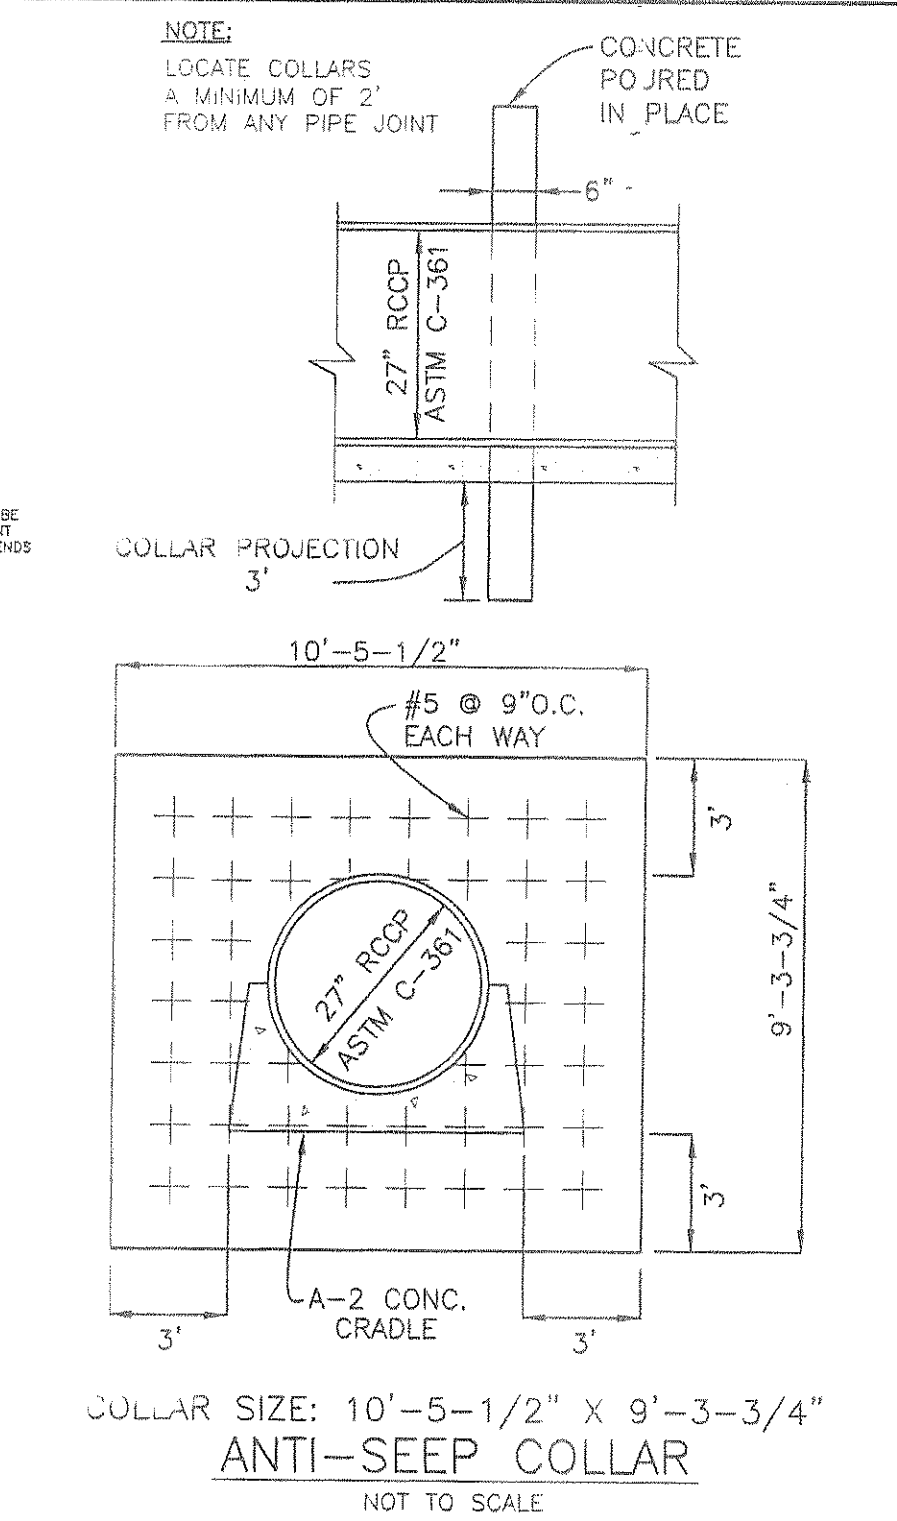 NOTE:
LOCATE COLLARS
A MINIMUM OF 2'
FROM ANY PIPE JOINT
CONCRETE
POURED
IN PLACE
6"
27" RCCP
ASTM C-361
BE
ENDS
COLLAR PROJECTION
3'
10'-5-1/2"
#5 @ 9"O.C.
EACH WAY
3'
9'-3-3/4"
27" RCCP
ASTM C-361
3'
A-2 CONC.
CRADLE
3'
3'
COLLAR SIZE: 10'-5-1/2" X 9'-3-3/4"
ANTI-SEEP COLLAR
NOT TO SCALE